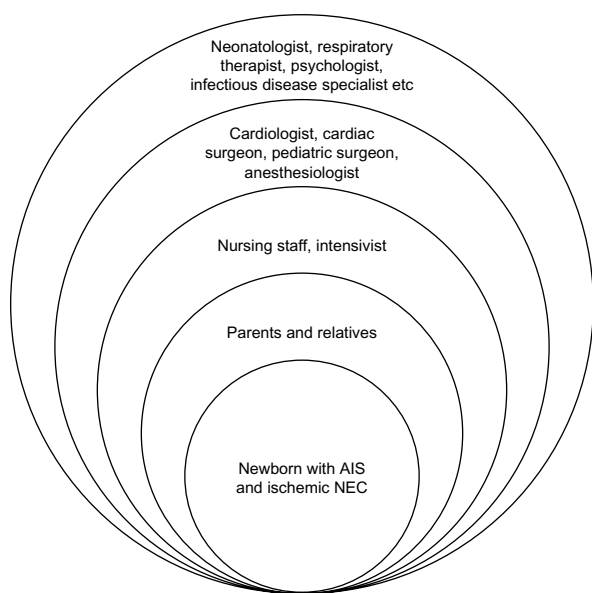 Neonatologist, respiratory
therapist, psychologist,
infectious disease specialist etc
Cardiologist, cardiac
surgeon, pediatric surgeon,
anesthesiologist
Nursing staff, intensivist
Parents and relatives
Newborn with AIS
and ischemic NEC